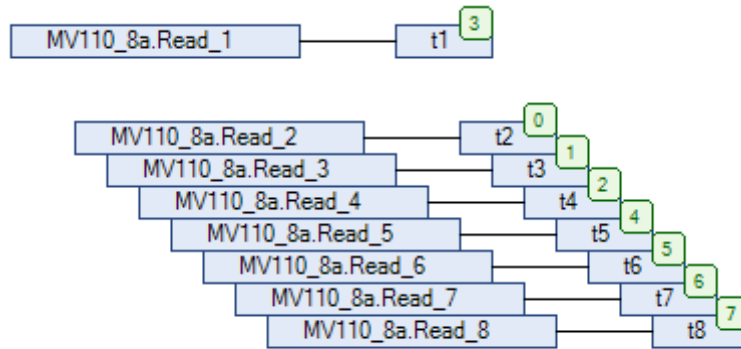 MV110_8a.Read_1 t1 3
MV110_8a.Read_2 t2 0
MV110_8a.Read_3 t3 1
MV110_8a.Read_4 t4 2
MV110_8a.Read_5 t5 4
MV110_8a.Read_6 t6 5
MV110_8a.Read_7 t7 6
MV110_8a.Read_8 t8 7